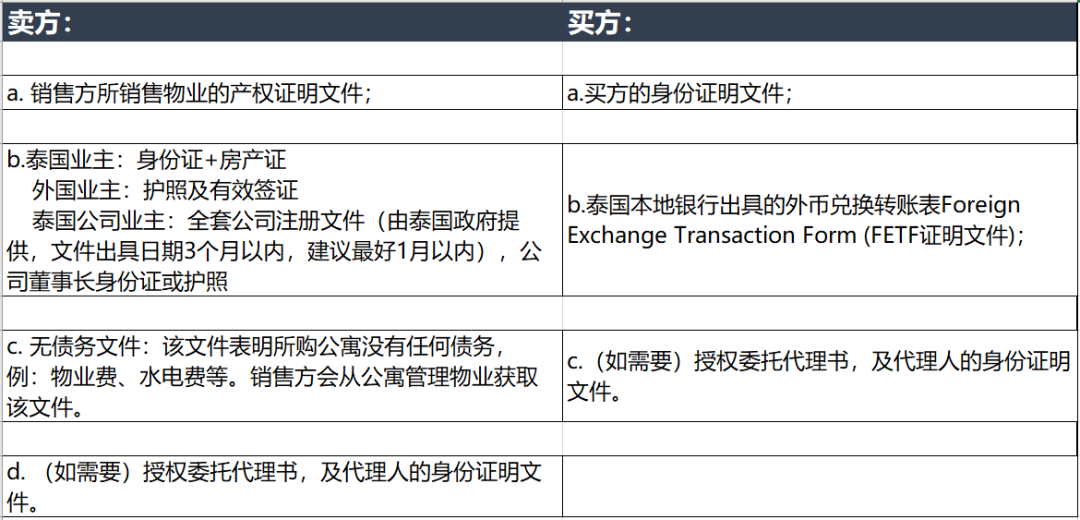 卖方：
买方：
a. 销售方所销售物业的产权证明文件；
a.买方的身份证明文件；
b.泰国业主：身份证+房产证
外国业主：护照及有效签证
泰国公司业主：全套公司注册文件（由泰国政府提
供，文件出具日期3个月以内，建议最好1月以内），公
司董事长身份证或护照
b.泰国本地银行出具的外币兑换转账表Foreign
Exchange Transaction Form (FETF证明文件)；
c. 无债务文件：该文件表明所购公寓没有任何债务，
例：物业费、水电费等。销售方会从公寓管理物业获取
该文件。
c.（如需要）授权委托代理书，及代理人的身份证明
文件。
d. （如需要）授权委托代理书，及代理人的身份证明文
件。